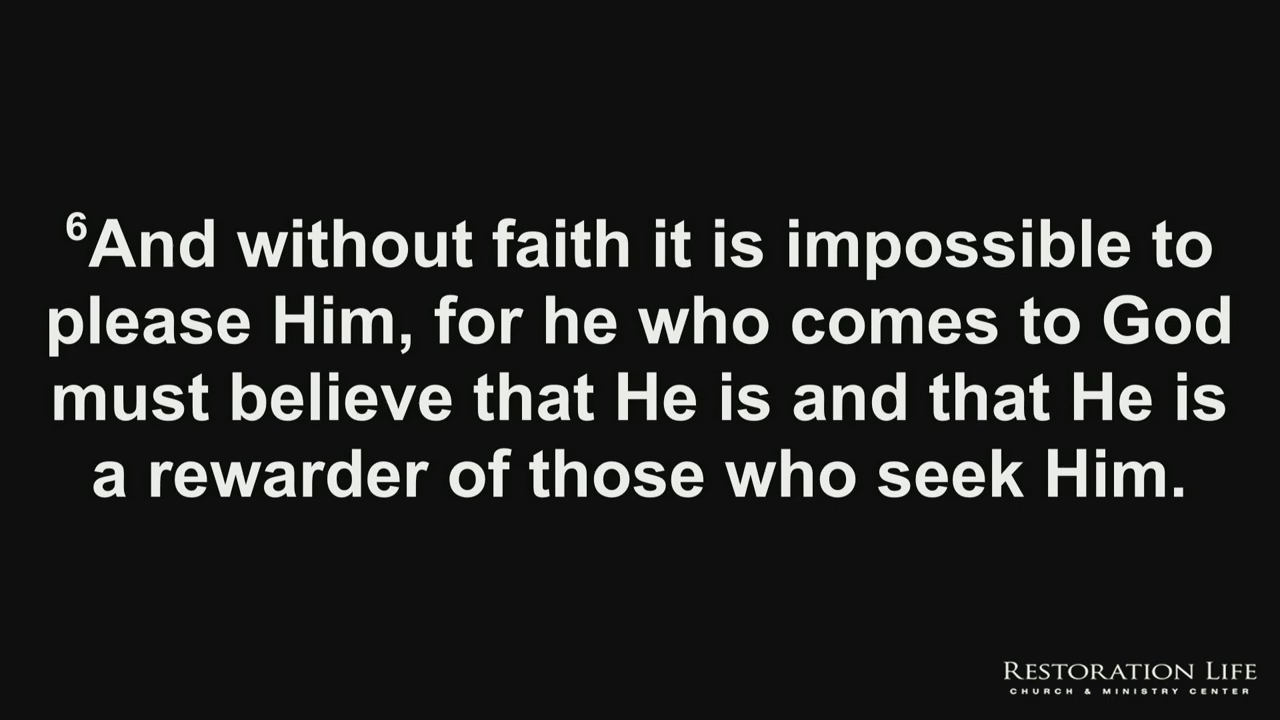 ⁶And without faith it is impossible to
please Him, for he who comes to God
must believe that He is and that He is
a rewarder of those who seek Him.
RESTORATION LIFE
CHURCH & MINISTRY CENTER